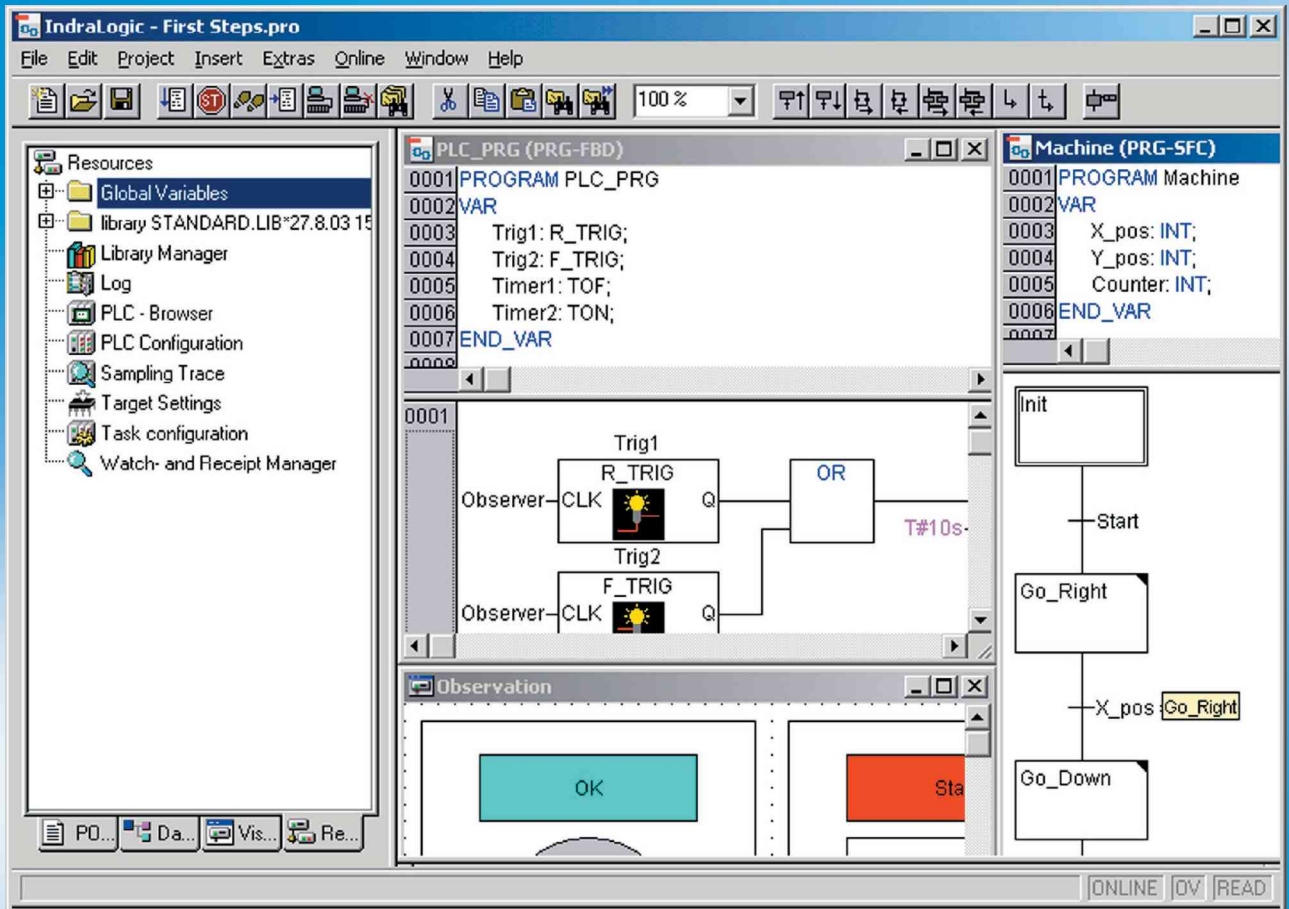 IndraLogic - First Steps.pro
File Edit Project Insert Extras Online Window Help
ST
100 %
Resources
Global Variables
library STANDARD.LIB*27.8.03 15
Library Manager
Log
PLC - Browser
PLC Configuration
Sampling Trace
Target Settings
Task configuration
Watch- and Receipt Manager
PO... Da... Vis... Re...
PLC_PRG (PRG-FBD)
0001 PROGRAM PLC_PRG
0002 VAR
0003 Trig1: R_TRIG;
0004 Trig2: F_TRIG;
0005 Timer1: TOF;
0006 Timer2: TON;
0007 END_VAR
0008
0001
Trig1
R_TRIG
Observer CLK Q
OR
T#10s
Trig2
F_TRIG
Observer CLK Q
Observation
OK
Sta
Machine (PRG-SFC)
0001 PROGRAM Machine
0002 VAR
0003 X_pos: INT;
0004 Y_pos: INT;
0005 Counter: INT;
0006 END_VAR
0007
Init
Start
Go_Right
X_pos Go_Right
Go_Down
ONLINE OV READ